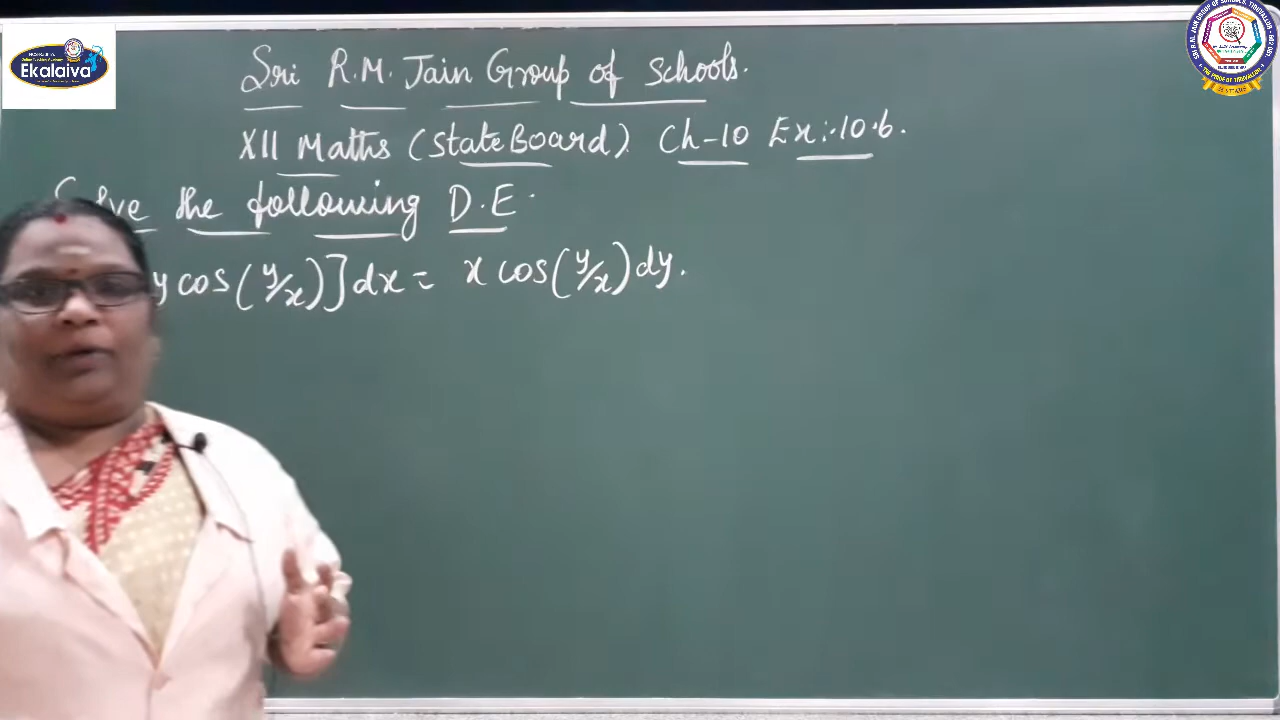 Ekalaiva
Sri R.M. Jain Group of Schools.
XII Maths (State Board) Ch-10 Ex:-10.6.
the following D.E.
y cos(y/x)]dx = x cos(y/x)dy.